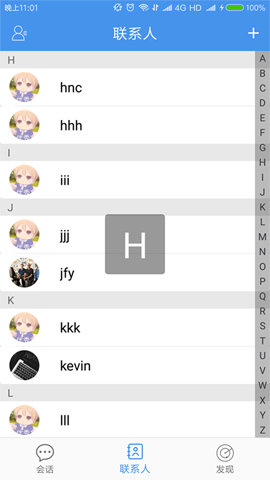 晚上11:01
4G HD
100%
联系人
H
hnc
hhh
I
iii
J
jjj
jfy
K
kkk
kevin
L
lll
H
A
B
C
D
E
F
G
H
I
J
K
L
M
N
O
P
Q
R
S
T
U
V
W
X
Y
Z
会话
联系人
发现